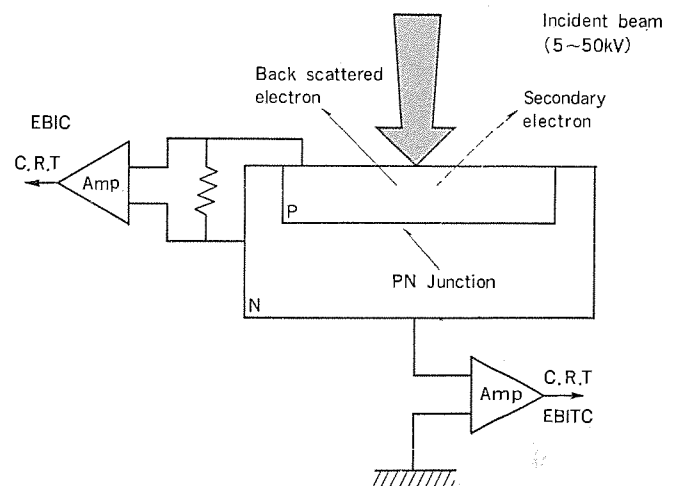 Incident beam
(5~50kV)
Back scattered
electron
Secondary
electron
EBIC
C.R.T
Amp.
P
PN Junction
N
Amp
C.R.T
EBITC